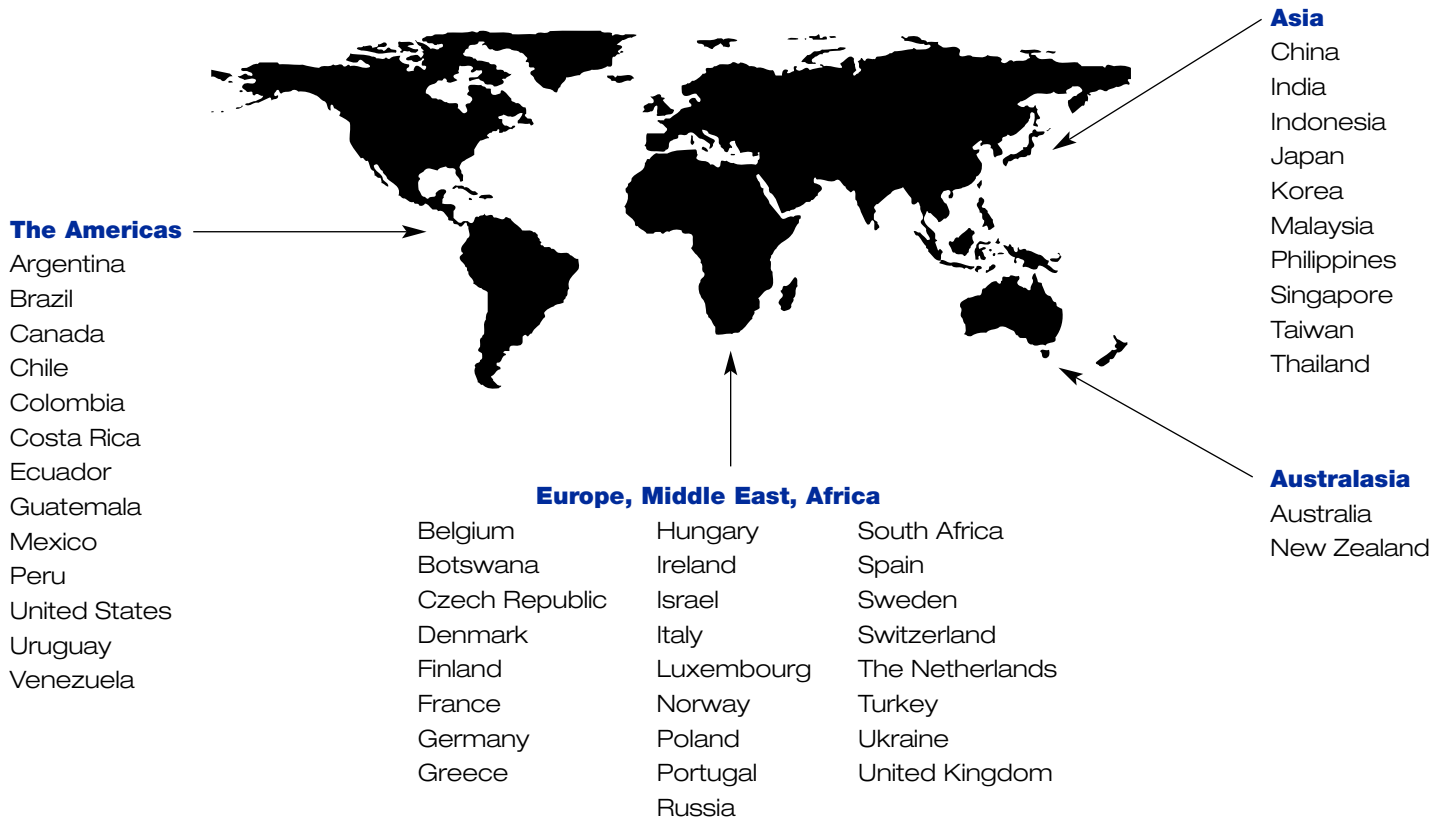 The Americas
Argentina
Brazil
Canada
Chile
Colombia
Costa Rica
Ecuador
Guatemala
Mexico
Peru
United States
Uruguay
Venezuela
Europe, Middle East, Africa
Belgium
Botswana
Czech Republic
Denmark
Finland
France
Germany
Greece
Hungary
Ireland
Israel
Italy
Luxembourg
Norway
Poland
Portugal
Russia
South Africa
Spain
Sweden
Switzerland
The Netherlands
Turkey
Ukraine
United Kingdom
Asia
China
India
Indonesia
Japan
Korea
Malaysia
Philippines
Singapore
Taiwan
Thailand
Australasia
Australia
New Zealand